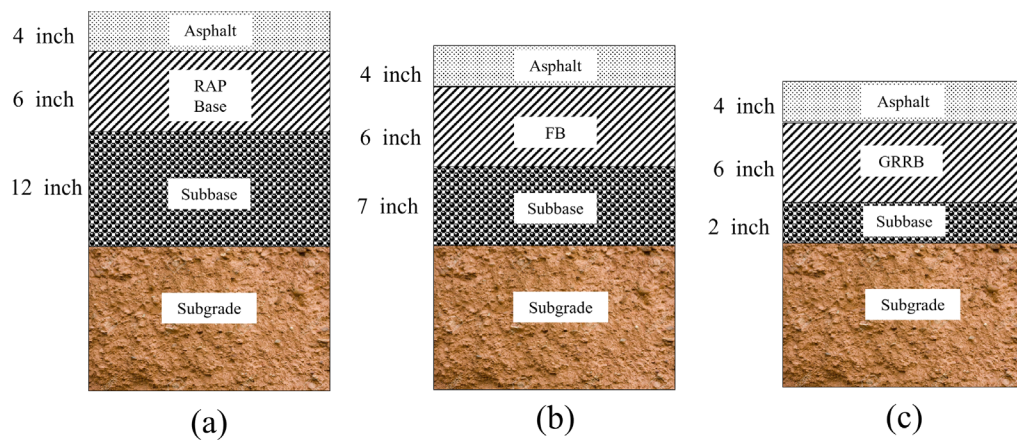 4 inch
Asphalt
6 inch
RAP
Base
12 inch
Subbase
Subgrade
(a)
4 inch
Asphalt
6 inch
FB
7 inch
Subbase
Subgrade
(b)
4 inch
Asphalt
6 inch
GRRB
2 inch
Subbase
Subgrade
(c)